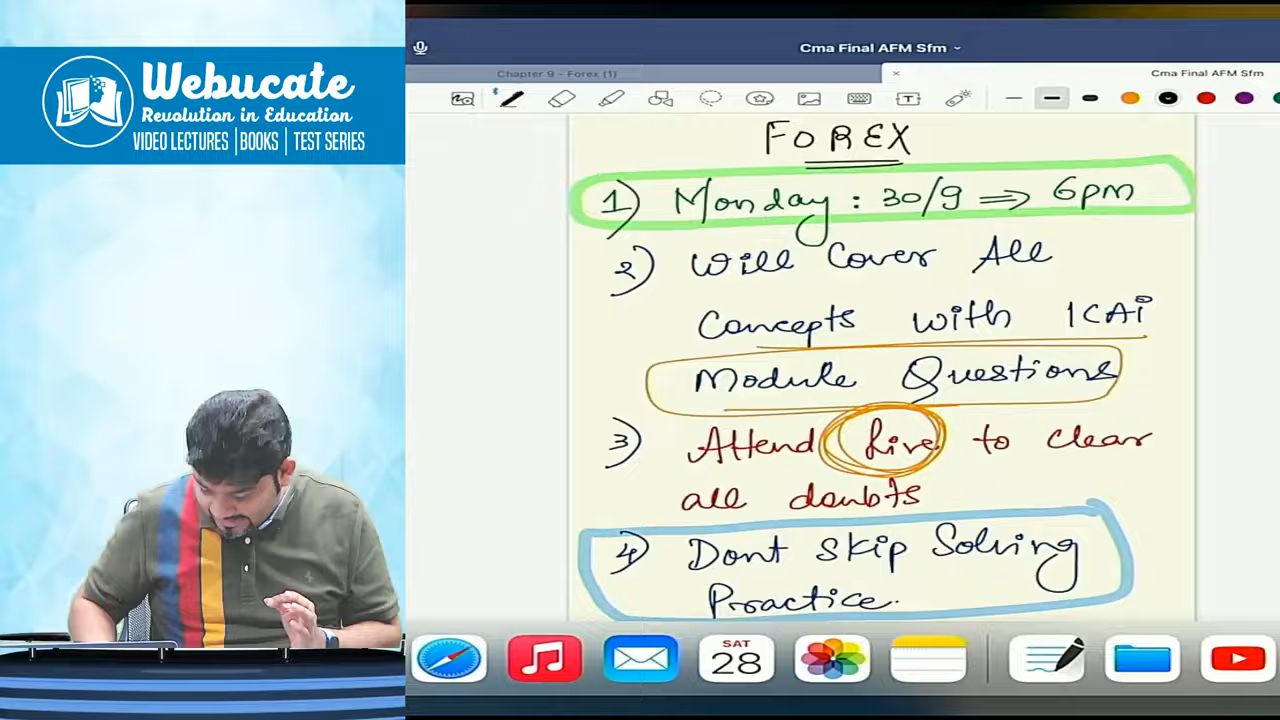 Webucate
Revolution in Education
VIDEO LECTURES | BOOKS | TEST SERIES
Cma Final AFM Sfm
Chapter 9 - Forex (1)
Cma Final AFM Sfm
FOREX
1) Monday : 30/9 ⇒ 6pm
2) Will Cover All
Concepts with ICAi
Module Questions
3) Attend Live to clear
all doubts
4) Dont Skip Solving
Practice.
SAT
28